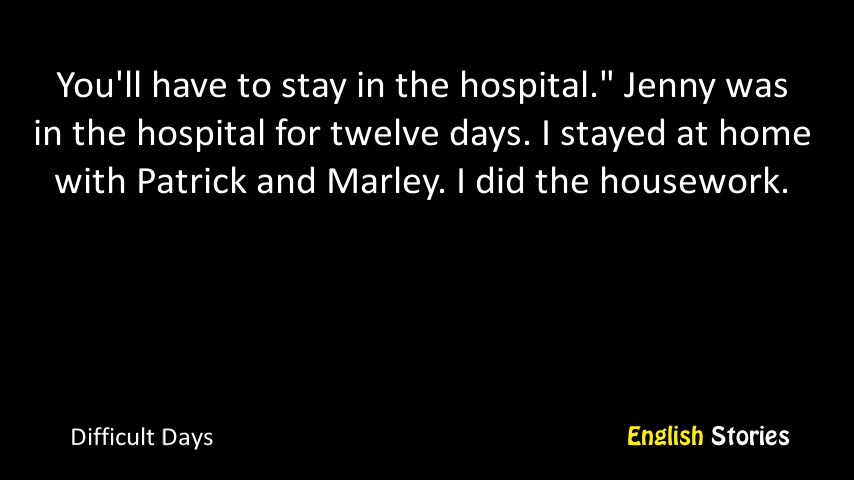 You'll have to stay in the hospital." Jenny was
in the hospital for twelve days. I stayed at home
with Patrick and Marley. I did the housework.
Difficult Days
English Stories